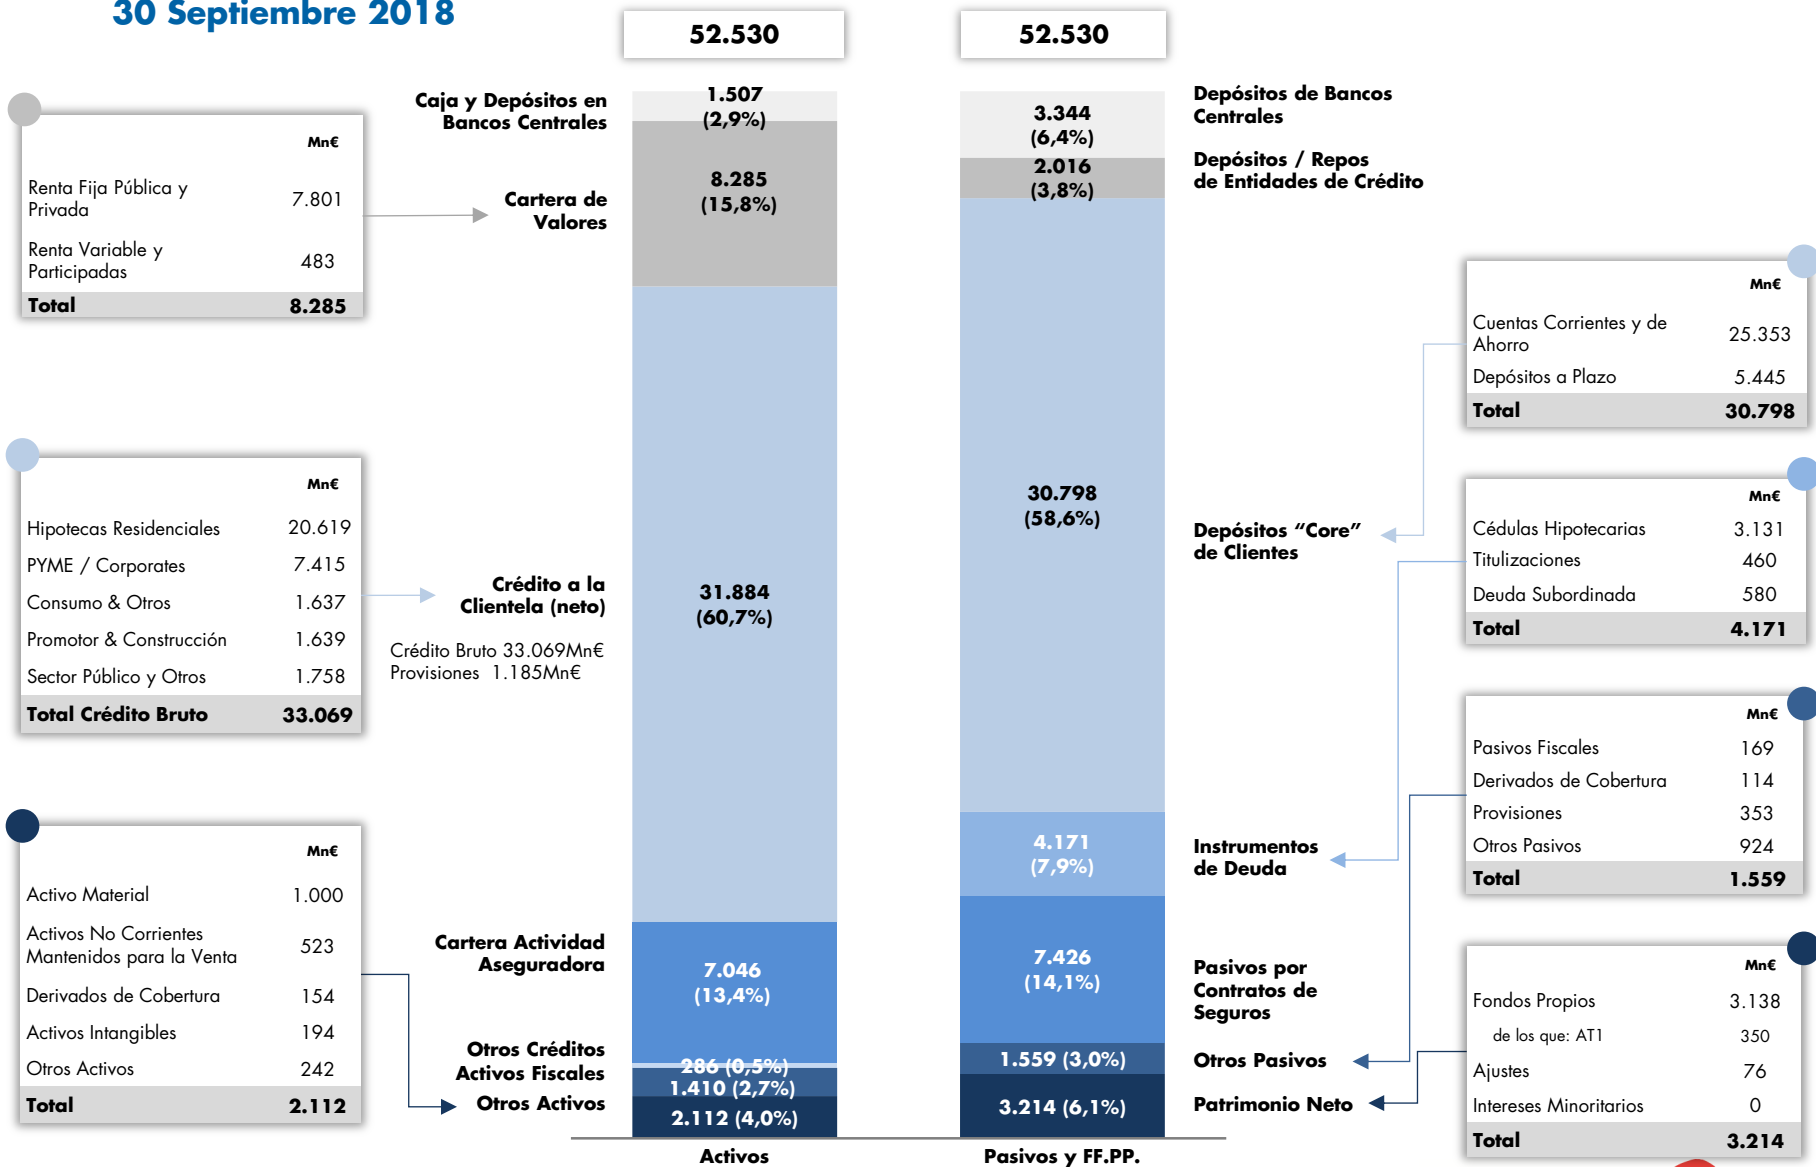 30 Septiembre 2018
52.530
52.530
Mn€
Renta Fija Pública y
Privada
7.801
Renta Variable y
Participadas
483
Total 8.285
Mn€
Hipotecas Residenciales 20.619
PYME / Corporates 7.415
Consumo & Otros 1.637
Promotor & Construcción 1.639
Sector Público y Otros 1.758
Total Crédito Bruto 33.069
Mn€
Activo Material 1.000
Activos No Corrientes
Mantenidos para la Venta
523
Derivados de Cobertura 154
Activos Intangibles 194
Otros Activos 242
Total 2.112
Caja y Depósitos en
Bancos Centrales
Cartera de
Valores
Crédito a la
Clientela (neto)
Crédito Bruto 33.069Mn€
Provisiones 1.185Mn€
Cartera Actividad
Aseguradora
Otros Créditos
Activos Fiscales
Otros Activos
1.507
(2,9%)
8.285
(15,8%)
31.884
(60,7%)
7.046
(13,4%)
286 (0,5%)
1.410 (2,7%)
2.112 (4,0%)
Activos
3.344
(6,4%)
2.016
(3,8%)
30.798
(58,6%)
4.171
(7,9%)
7.426
(14,1%)
1.559 (3,0%)
3.214 (6,1%)
Pasivos y FF.PP.
Depósitos de Bancos
Centrales
Depósitos / Repos
de Entidades de Crédito
Depósitos “Core”
de Clientes
Instrumentos
de Deuda
Pasivos por
Contratos de
Seguros
Otros Pasivos
Patrimonio Neto
Mn€
Cuentas Corrientes y de
Ahorro
25.353
Depósitos a Plazo 5.445
Total 30.798
Mn€
Cédulas Hipotecarias 3.131
Titulizaciones 460
Deuda Subordinada 580
Total 4.171
Mn€
Pasivos Fiscales 169
Derivados de Cobertura 114
Provisiones 353
Otros Pasivos 924
Total 1.559
Mn€
Fondos Propios 3.138
de los que: AT1 350
Ajustes 76
Intereses Minoritarios 0
Total 3.214